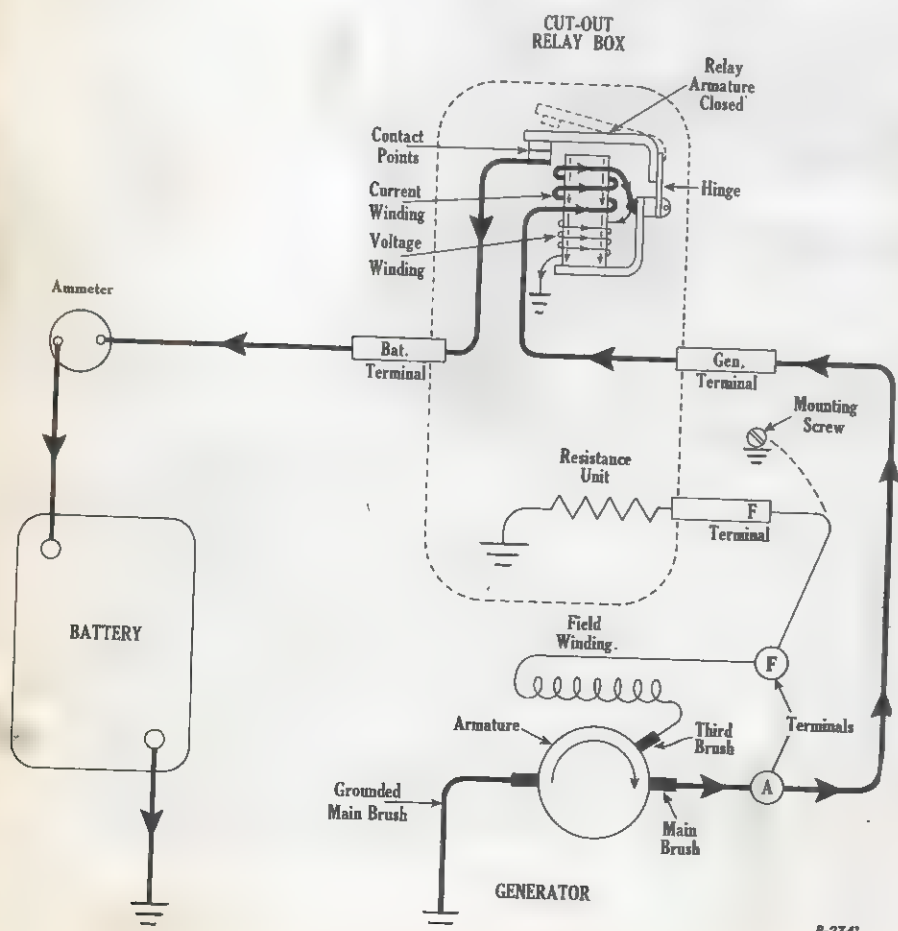 CUT-OUT
RELAY BOX
Relay
Armature
Closed
Contact
Points
Current
Winding
Hinge
Voltage
Winding
Ammeter
Bat.
Terminal
Gen.
Terminal
Mounting
Screw
Resistance
Unit
F
Terminal
BATTERY
Field
Winding.
F
Armature
Third
Brush
Terminals
Grounded
Main Brush
A
Main
Brush
GENERATOR